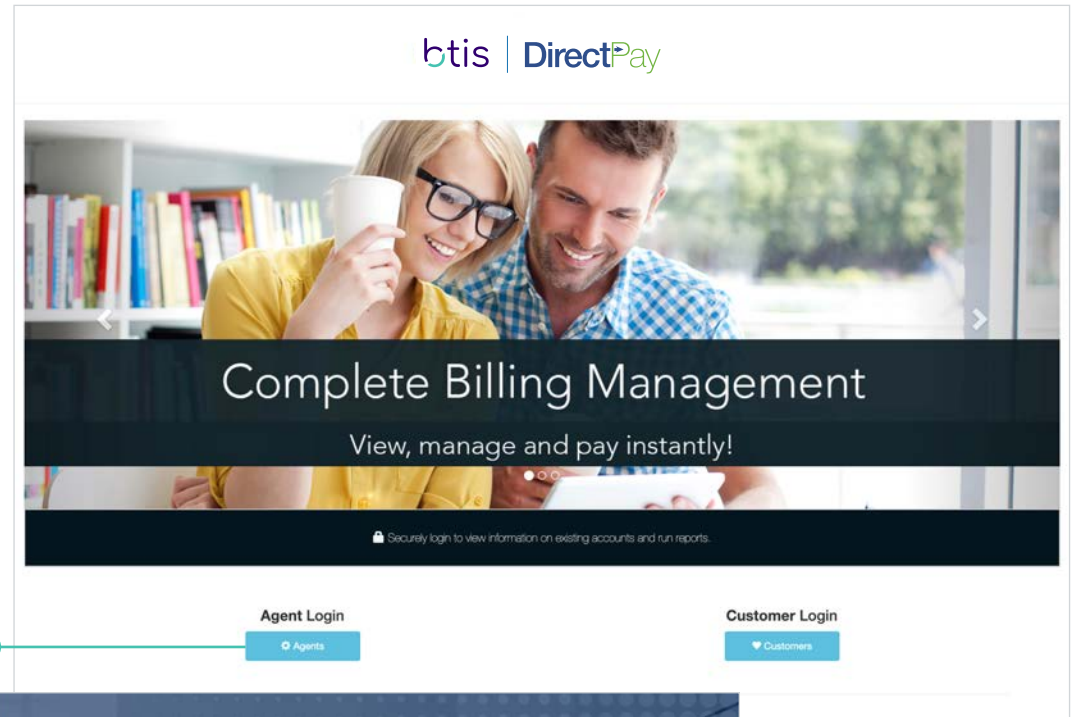 btis | DirectPay
Complete Billing Management
View, manage and pay instantly!
Securely login to view information on existing accounts and run reports.
Agent Login
Customer Login
Agents
Customers